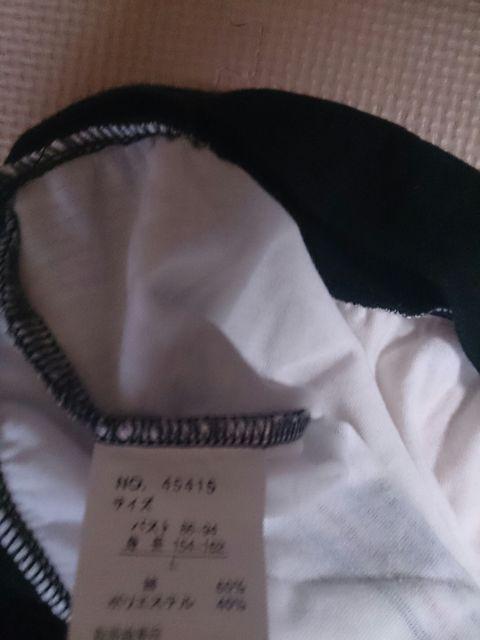 NO. 45415
サイズ
バスト 86-94
身長 154-162
L
綿 60%
ポリエステル 40%